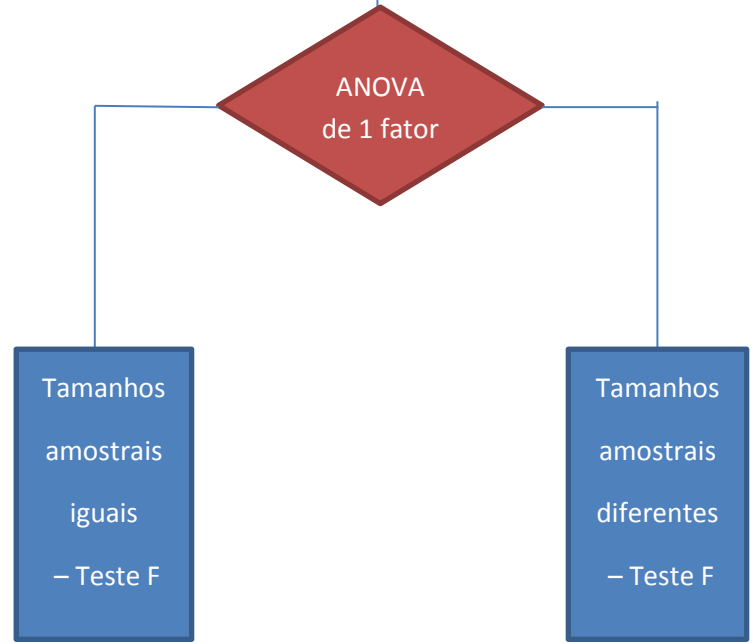 ANOVA
de 1 fator
Tamanhos
amostrais
iguais
– Teste F
Tamanhos
amostrais
diferentes
– Teste F